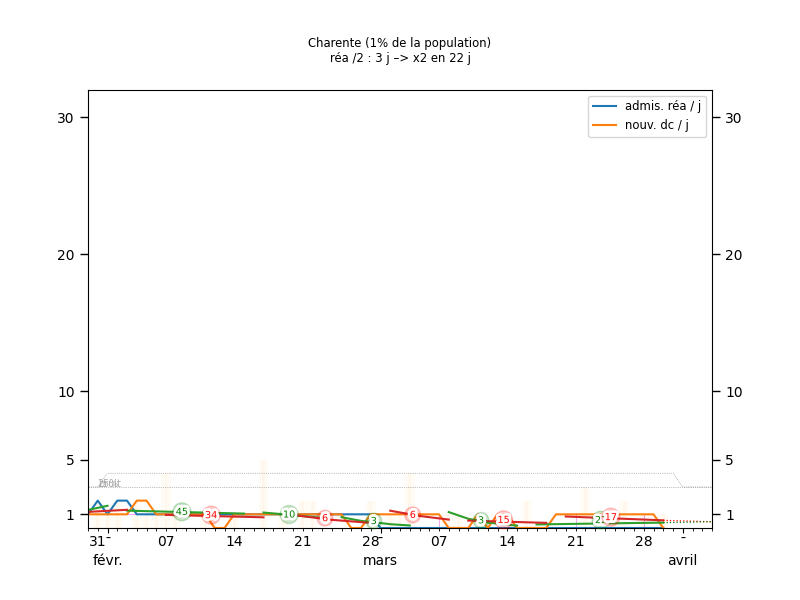 Charente (1% de la population)
réa /2 : 3 j –> x2 en 22 j
admis. réa / j
nouv. dc / j
30 30
20 20
10 10
5 5
1 1
45 34 10 6 3 6 3 15 17
31 - 07 14 21 28 - 07 14 21 28 -
févr. mars avril